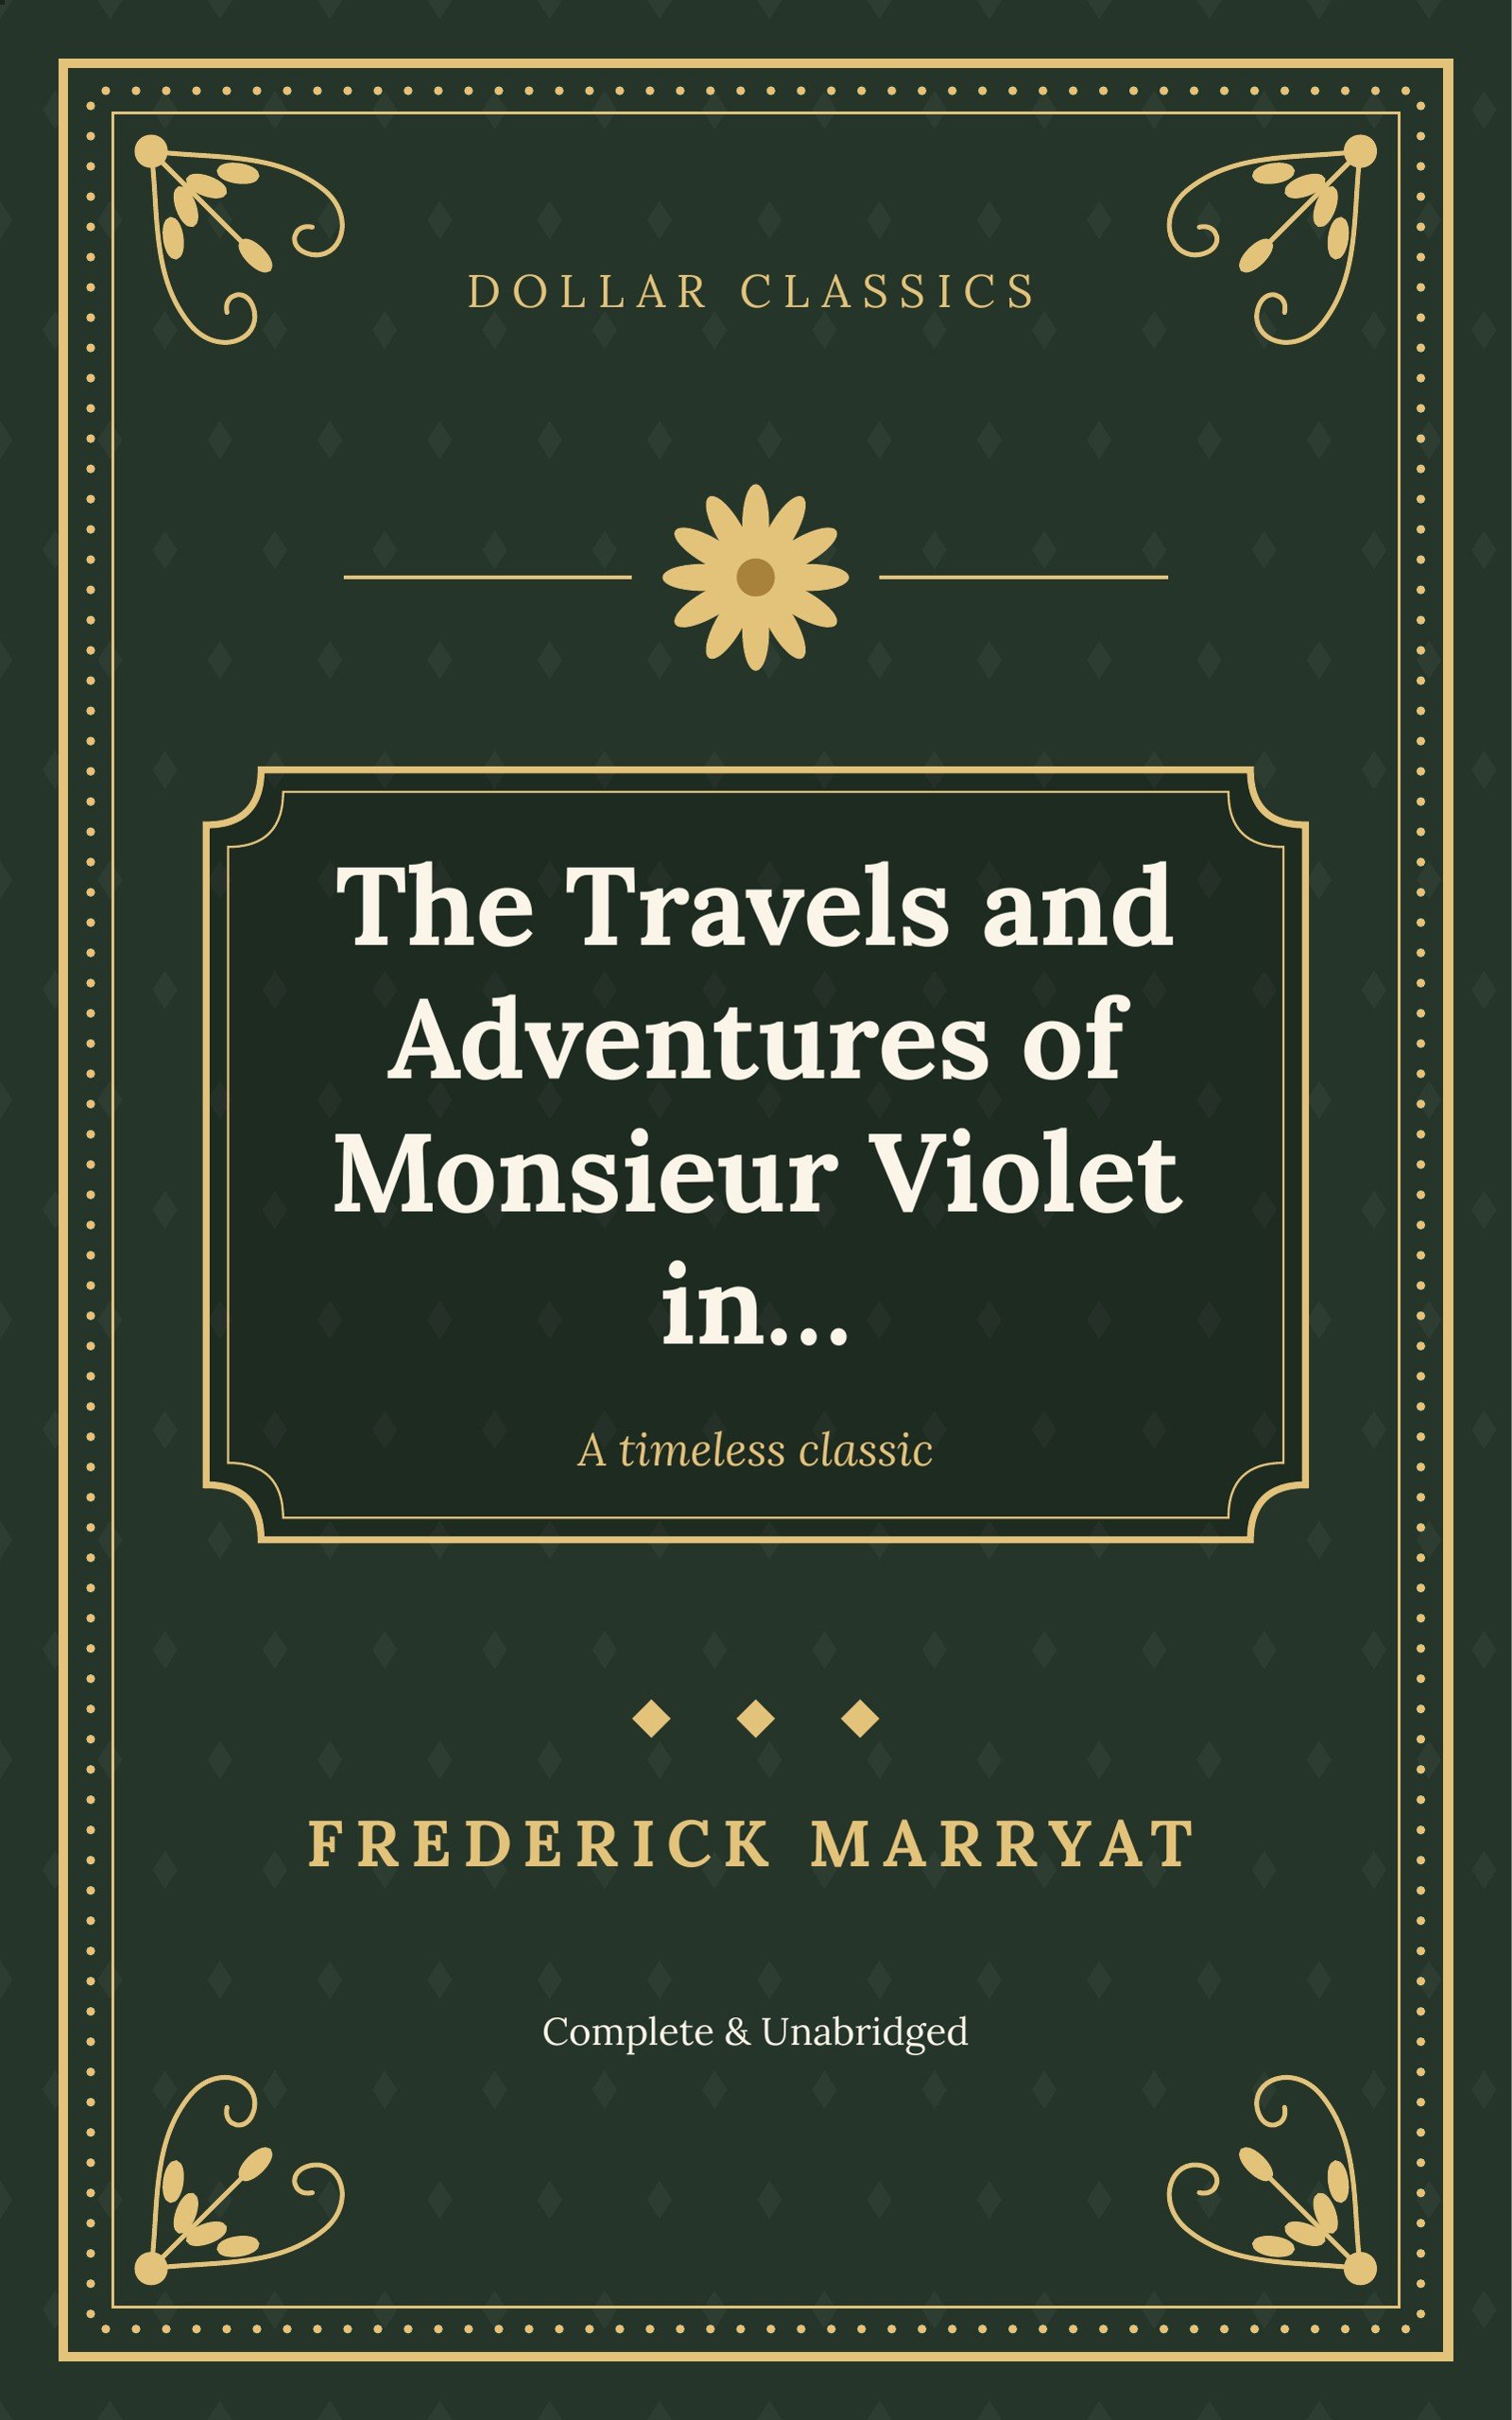 DOLLAR CLASSICS
The Travels and
Adventures of
Monsieur Violet
in...
A timeless classic
FREDERICK MARRYAT
Complete & Unabridged